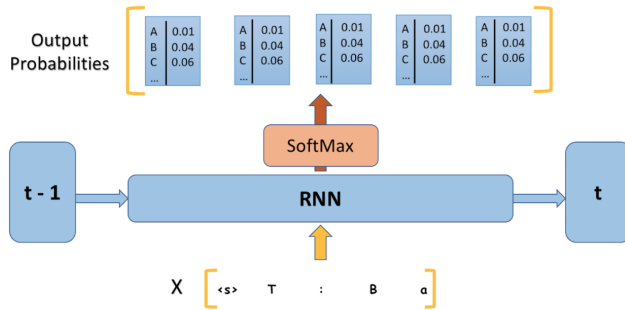 Output
Probabilities
A 0.01
B 0.04
C 0.06
...
A 0.01
B 0.04
C 0.06
...
A 0.01
B 0.04
C 0.06
...
A 0.01
B 0.04
C 0.06
...
A 0.01
B 0.04
C 0.06
...
SoftMax
t - 1
RNN
t
X <s> T : B a